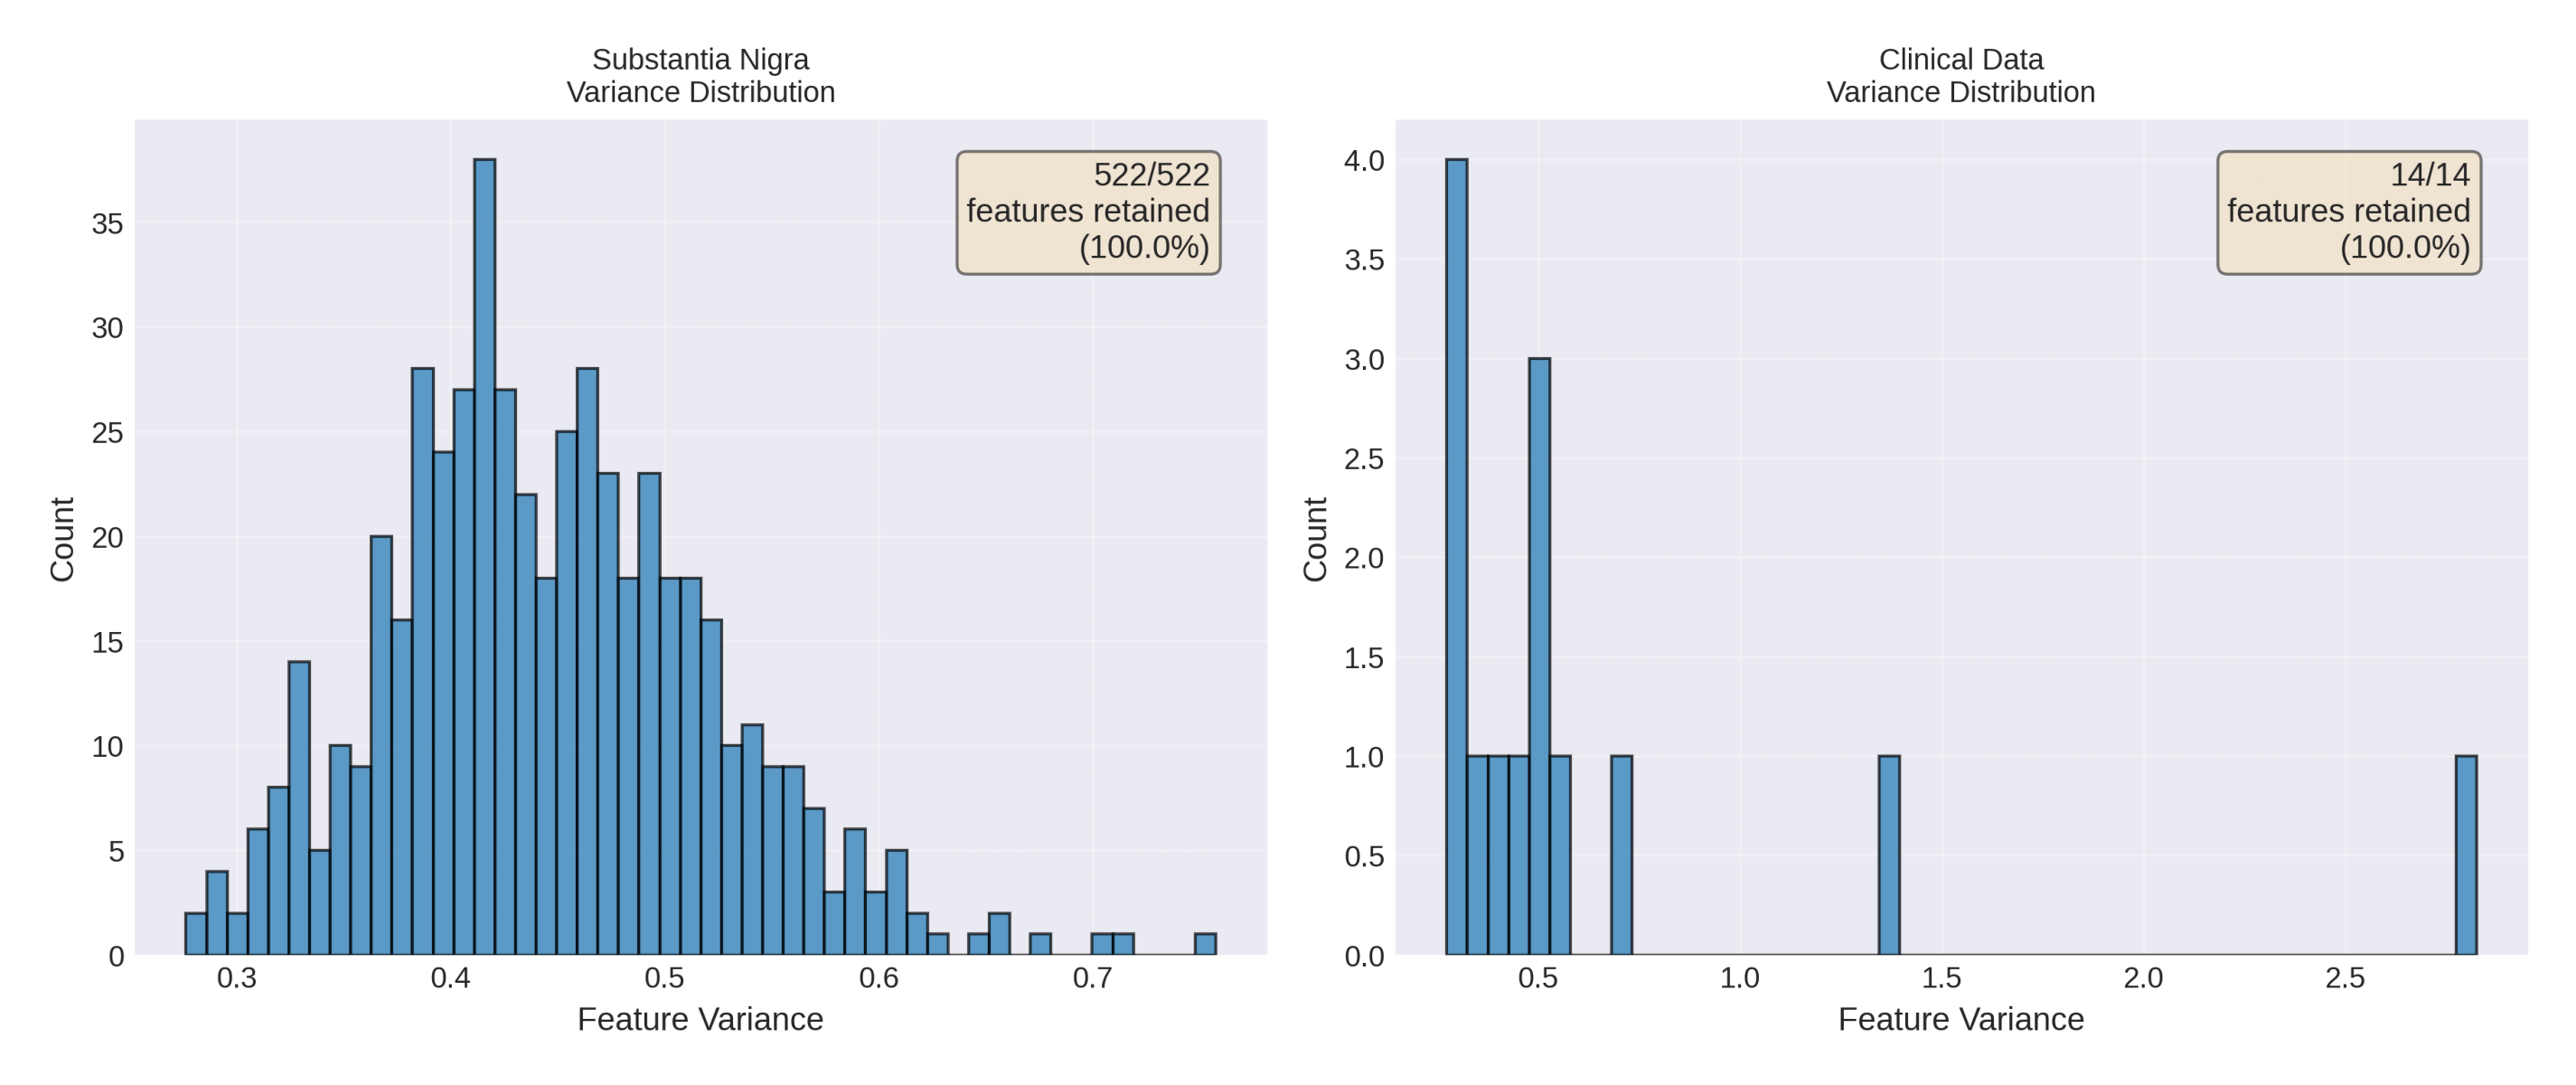 Substantia Nigra
Variance Distribution
522/522
features retained
(100.0%)
Count
35
30
25
20
15
10
5
0
0.3 0.4 0.5 0.6 0.7
Feature Variance
Clinical Data
Variance Distribution
14/14
features retained
(100.0%)
Count
4.0
3.5
3.0
2.5
2.0
1.5
1.0
0.5
0.0
0.5 1.0 1.5 2.0 2.5
Feature Variance